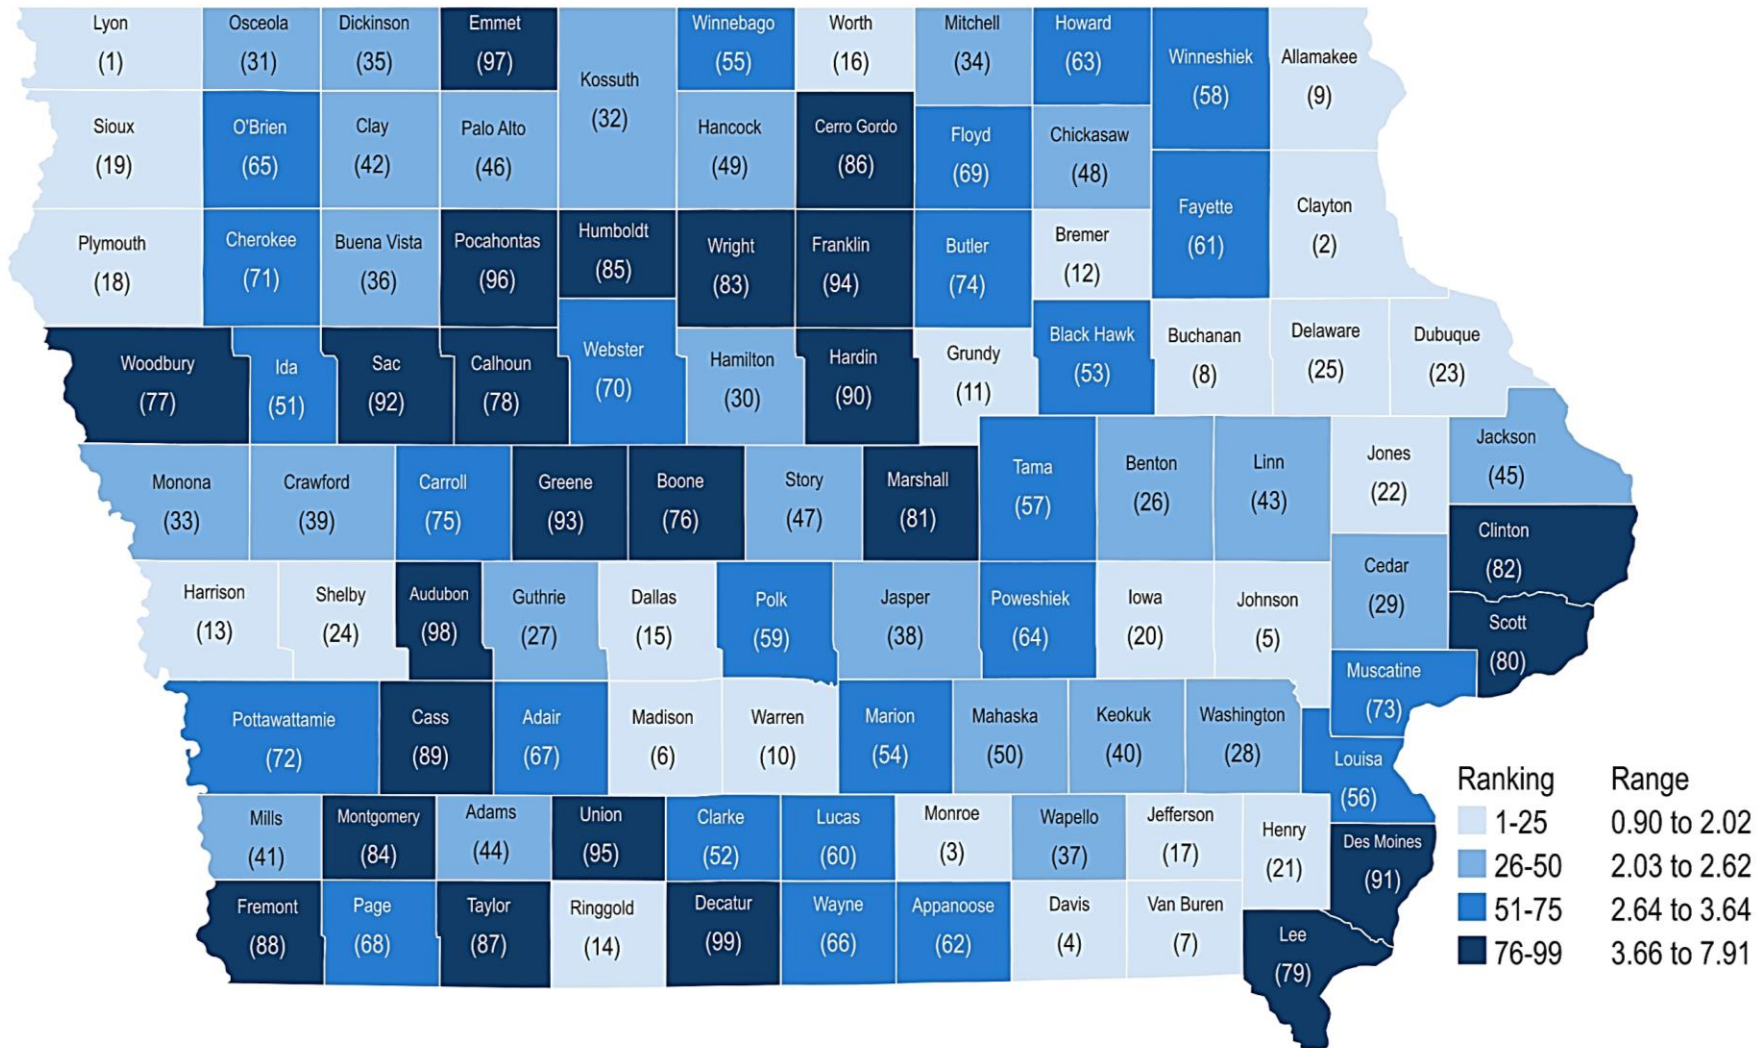 Lyon
(1)
Osceola
(31)
Dickinson
(35)
Emmet
(97)
Kossuth
(32)
Winnebago
(55)
Worth
(16)
Mitchell
(34)
Howard
(63)
Winneshiek
(58)
Allamakee
(9)
Sioux
(19)
O'Brien
(65)
Clay
(42)
Palo Alto
(46)
Hancock
(49)
Cerro Gordo
(86)
Floyd
(69)
Chickasaw
(48)
Fayette
(61)
Clayton
(2)
Plymouth
(18)
Cherokee
(71)
Buena Vista
(36)
Pocahontas
(96)
Humboldt
(85)
Wright
(83)
Franklin
(94)
Butler
(74)
Bremer
(12)
Woodbury
(77)
Ida
(51)
Sac
(92)
Calhoun
(78)
Webster
(70)
Hamilton
(30)
Hardin
(90)
Grundy
(11)
Black Hawk
(53)
Buchanan
(8)
Delaware
(25)
Dubuque
(23)
Monona
(33)
Crawford
(39)
Carroll
(75)
Greene
(93)
Boone
(76)
Story
(47)
Marshall
(81)
Tama
(57)
Benton
(26)
Linn
(43)
Jones
(22)
Jackson
(45)
Clinton
(82)
Cedar
(29)
Scott
(80)
Harrison
(13)
Shelby
(24)
Audubon
(98)
Guthrie
(27)
Dallas
(15)
Polk
(59)
Jasper
(38)
Poweshiek
(64)
Iowa
(20)
Johnson
(5)
Muscatine
(73)
Pottawattamie
(72)
Cass
(89)
Adair
(67)
Madison
(6)
Warren
(10)
Marion
(54)
Mahaska
(50)
Keokuk
(40)
Washington
(28)
Louisa
(56)
Mills
(41)
Montgomery
(84)
Adams
(44)
Union
(95)
Clarke
(52)
Lucas
(60)
Monroe
(3)
Wapello
(37)
Jefferson
(17)
Henry
(21)
Des Moines
(91)
Fremont
(88)
Page
(68)
Taylor
(87)
Ringgold
(14)
Decatur
(99)
Wayne
(66)
Appanoose
(62)
Davis
(4)
Van Buren
(7)
Lee
(79)
Ranking Range
1-25 0.90 to 2.02
26-50 2.03 to 2.62
51-75 2.64 to 3.64
76-99 3.66 to 7.91